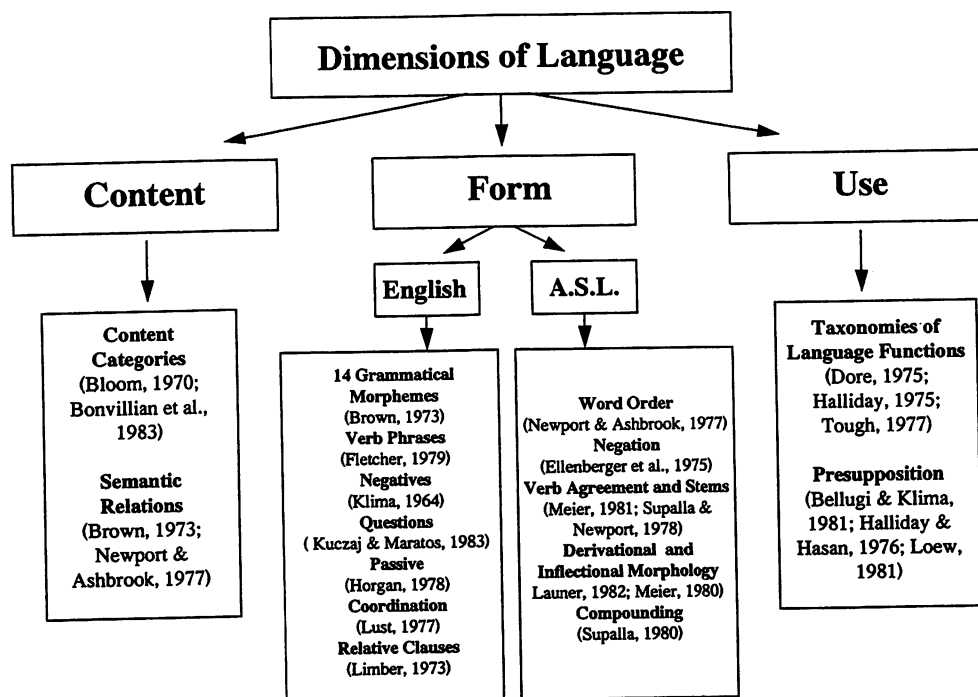 Dimensions of Language
Content
Form
Use
English
A.S.L.
Content
Categories
(Bloom, 1970;
Bonvillian et al.,
1983)
Semantic
Relations
(Brown, 1973;
Newport &
Ashbrook, 1977)
14 Grammatical
Morphemes
(Brown, 1973)
Verb Phrases
(Fletcher, 1979)
Negatives
(Klima, 1964)
Questions
( Kuczaj & Maratos, 1983)
Passive
(Horgan, 1978)
Coordination
(Lust, 1977)
Relative Clauses
(Limber, 1973)
Word Order
(Newport & Ashbrook, 1977)
Negation
(Ellenberger et al., 1975)
Verb Agreement and Stems
(Meier, 1981; Supalla &
Newport, 1978)
Derivational and
Inflectional Morphology
Launer, 1982; Meier, 1980)
Compounding
(Supalla, 1980)
Taxonomies of
Language Functions
(Dore, 1975;
Halliday, 1975;
Tough, 1977)
Presupposition
(Bellugi & Klima,
1981; Halliday &
Hasan, 1976; Loew,
1981)